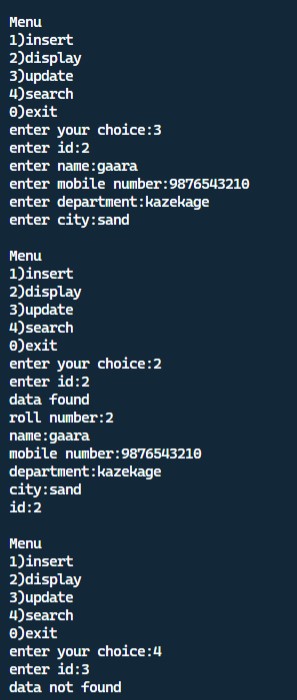 Menu
1)insert
2)display
3)update
4)search
0)exit
enter your choice:3
enter id:2
enter name:gaara
enter mobile number:9876543210
enter department:kazekage
enter city:sand
Menu
1)insert
2)display
3)update
4)search
0)exit
enter your choice:2
enter id:2
data found
roll number:2
name:gaara
mobile number:9876543210
department:kazekage
city:sand
id:2
Menu
1)insert
2)display
3)update
4)search
0)exit
enter your choice:4
enter id:3
data not found